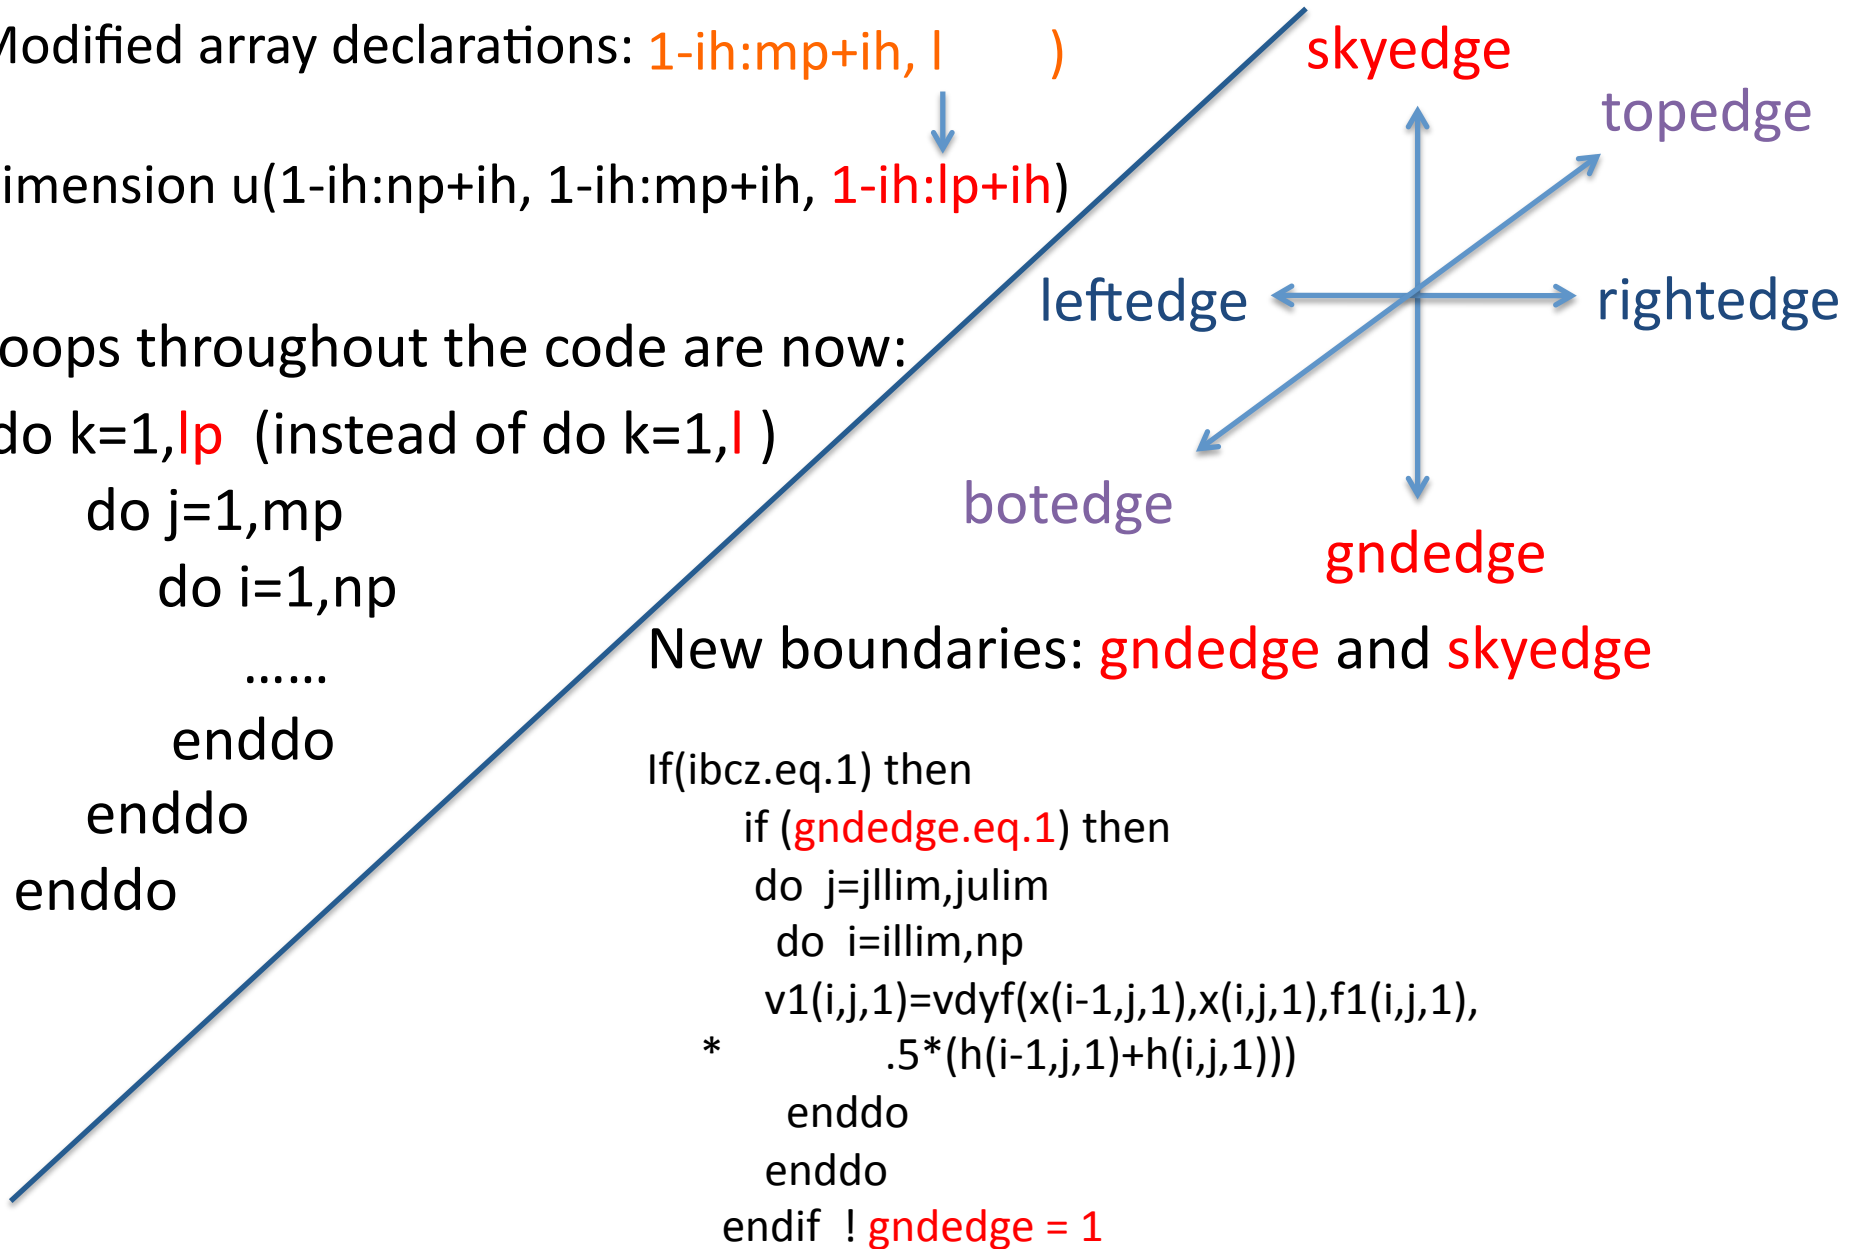 Modified array declarations: 1-ih:mp+ih, l )
imension u(1-ih:np+ih, 1-ih:mp+ih, 1-ih:lp+ih)
oops throughout the code are now:
do k=1,lp (instead of do k=1,l )
do j=1,mp
do i=1,np
......
enddo
enddo
enddo
skyedge
topedge
leftedge
rightedge
botedge
gndedge
New boundaries: gndedge and skyedge
If(ibcz.eq.1) then
if (gndedge.eq.1) then
do j=jllim,julim
do i=illim,np
v1(i,j,1)=vdyf(x(i-1,j,1),x(i,j,1),f1(i,j,1),
* .5*(h(i-1,j,1)+h(i,j,1)))
enddo
enddo
endif ! gndedge = 1